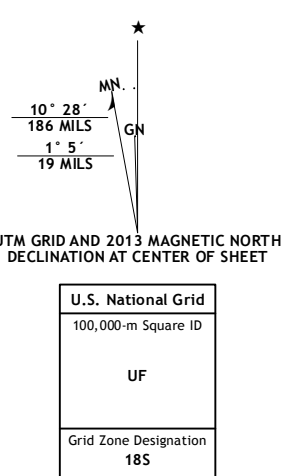 ★
MN
10° 28´
186 MILS
GN
1° 5´
19 MILS
UTM GRID AND 2013 MAGNETIC NORTH
DECLINATION AT CENTER OF SHEET
U.S. National Grid
100,000-m Square ID
UF
Grid Zone Designation
18S